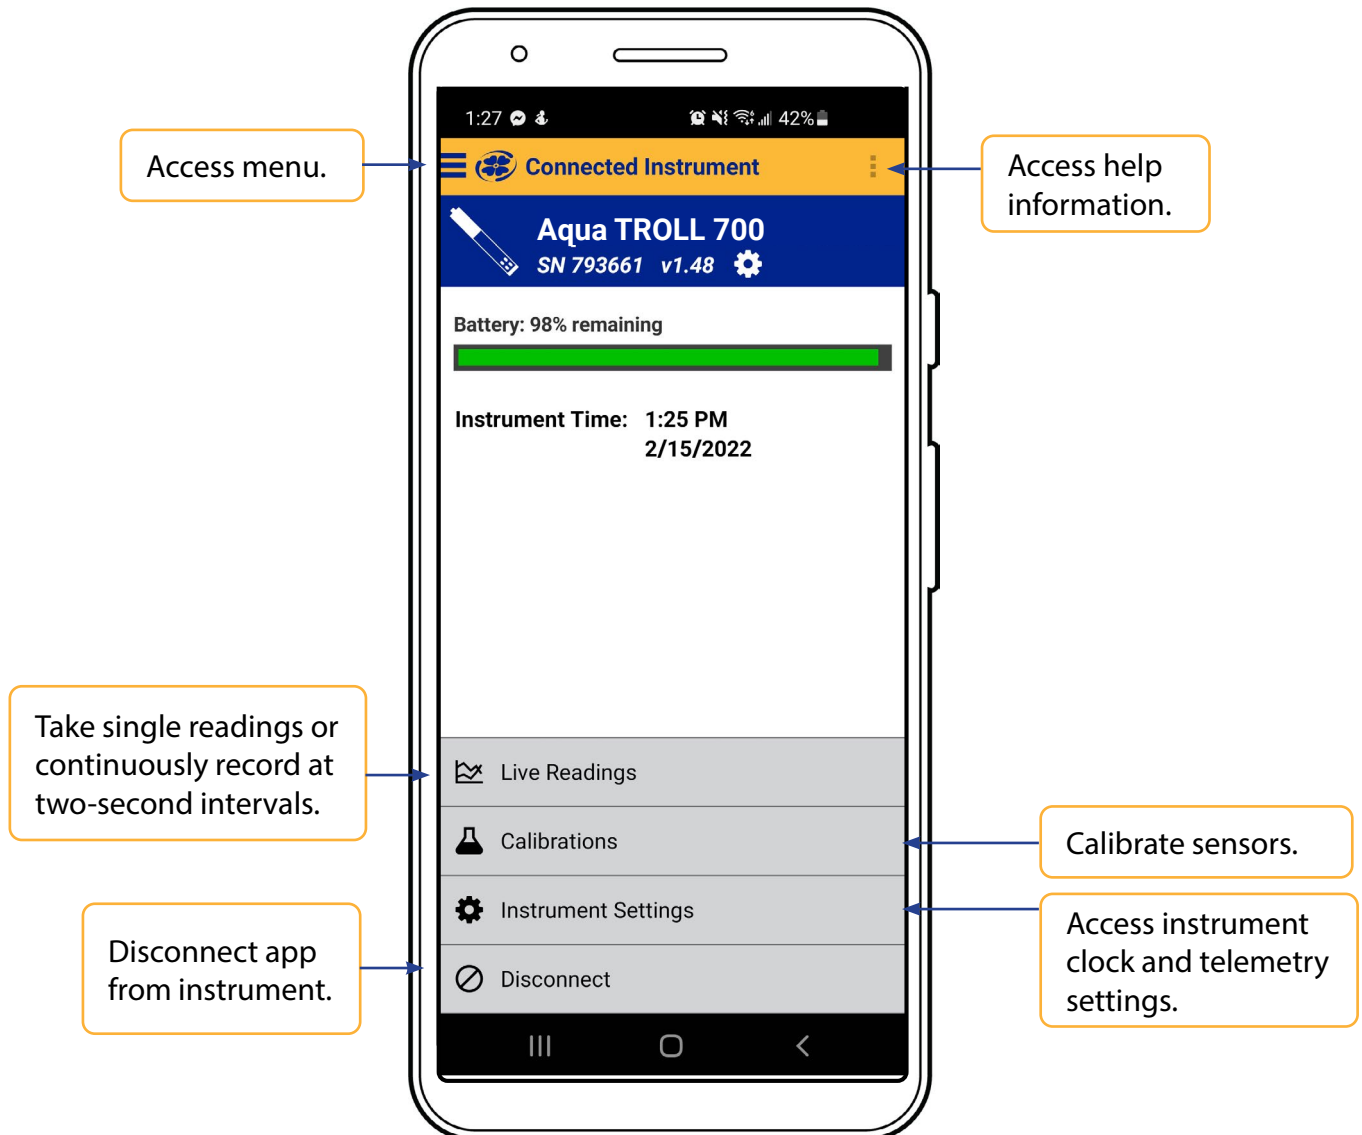 1:27 42%
Access menu.
Connected Instrument
Access help
information.
Aqua TROLL 700
SN 793661 v1.48
Battery: 98% remaining
Instrument Time: 1:25 PM
2/15/2022
Take single readings or
continuously record at
two-second intervals.
Live Readings
Calibrations
Calibrate sensors.
Instrument Settings
Access instrument
clock and telemetry
settings.
Disconnect app
from instrument.
Disconnect